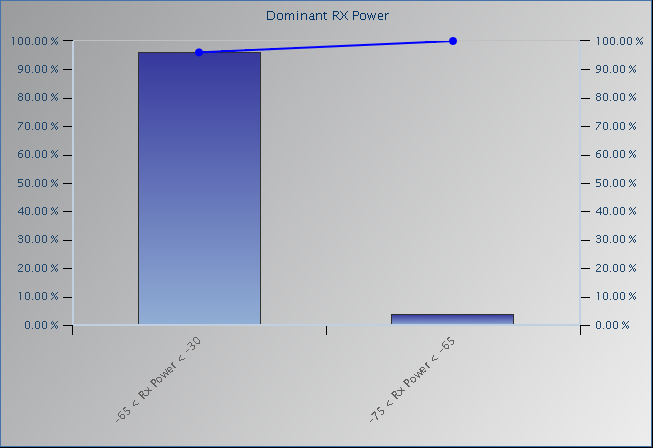 Dominant RX Power
100.00 % 100.00 %
90.00 % 90.00 %
80.00 % 80.00 %
70.00 % 70.00 %
60.00 % 60.00 %
50.00 % 50.00 %
40.00 % 40.00 %
30.00 % 30.00 %
20.00 % 20.00 %
10.00 % 10.00 %
0.00 % 0.00 %
-65 < Rx Power < -30
-75 < Rx Power < -65